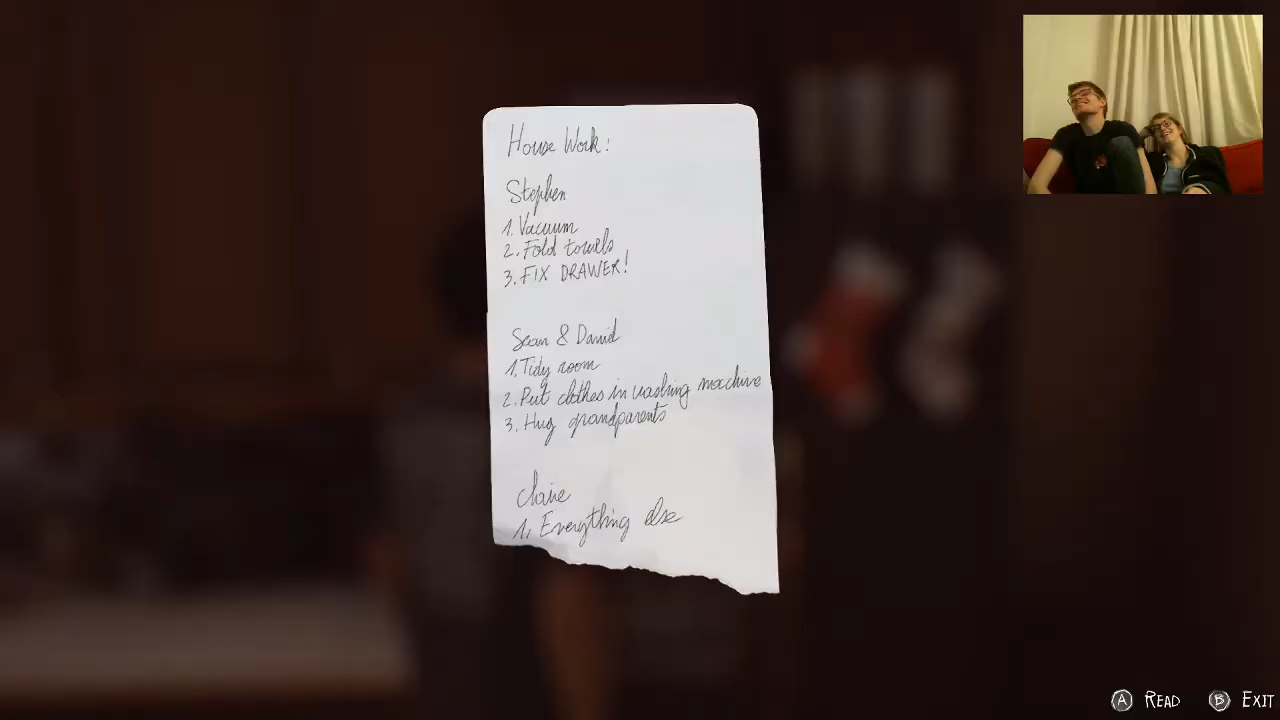 House Work:
Stephen
1. Vacuum
2. Fold towels
3. FIX DRAWER!
Sean & David
1. Tidy room
2. Put clothes in washing machine
3. Hug grandparents
Claire
1. Everything else
A READ B EXIT